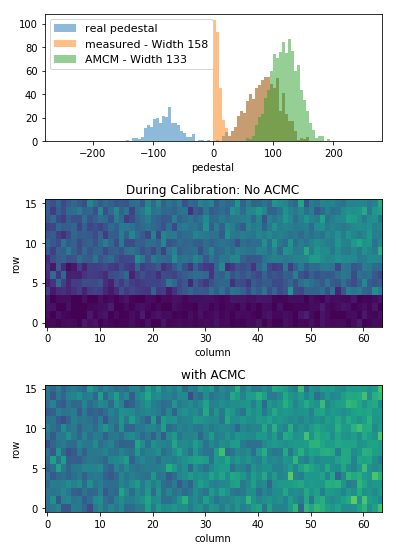 100
80
60
40
20
0
real pedestal
measured - Width 158
AMCM - Width 133
−200 −100 0 100 200
pedestal
During Calibration: No ACMC
15
10
5
0
row
0 10 20 30 40 50 60
column
with ACMC
15
10
5
0
row
0 10 20 30 40 50 60
column